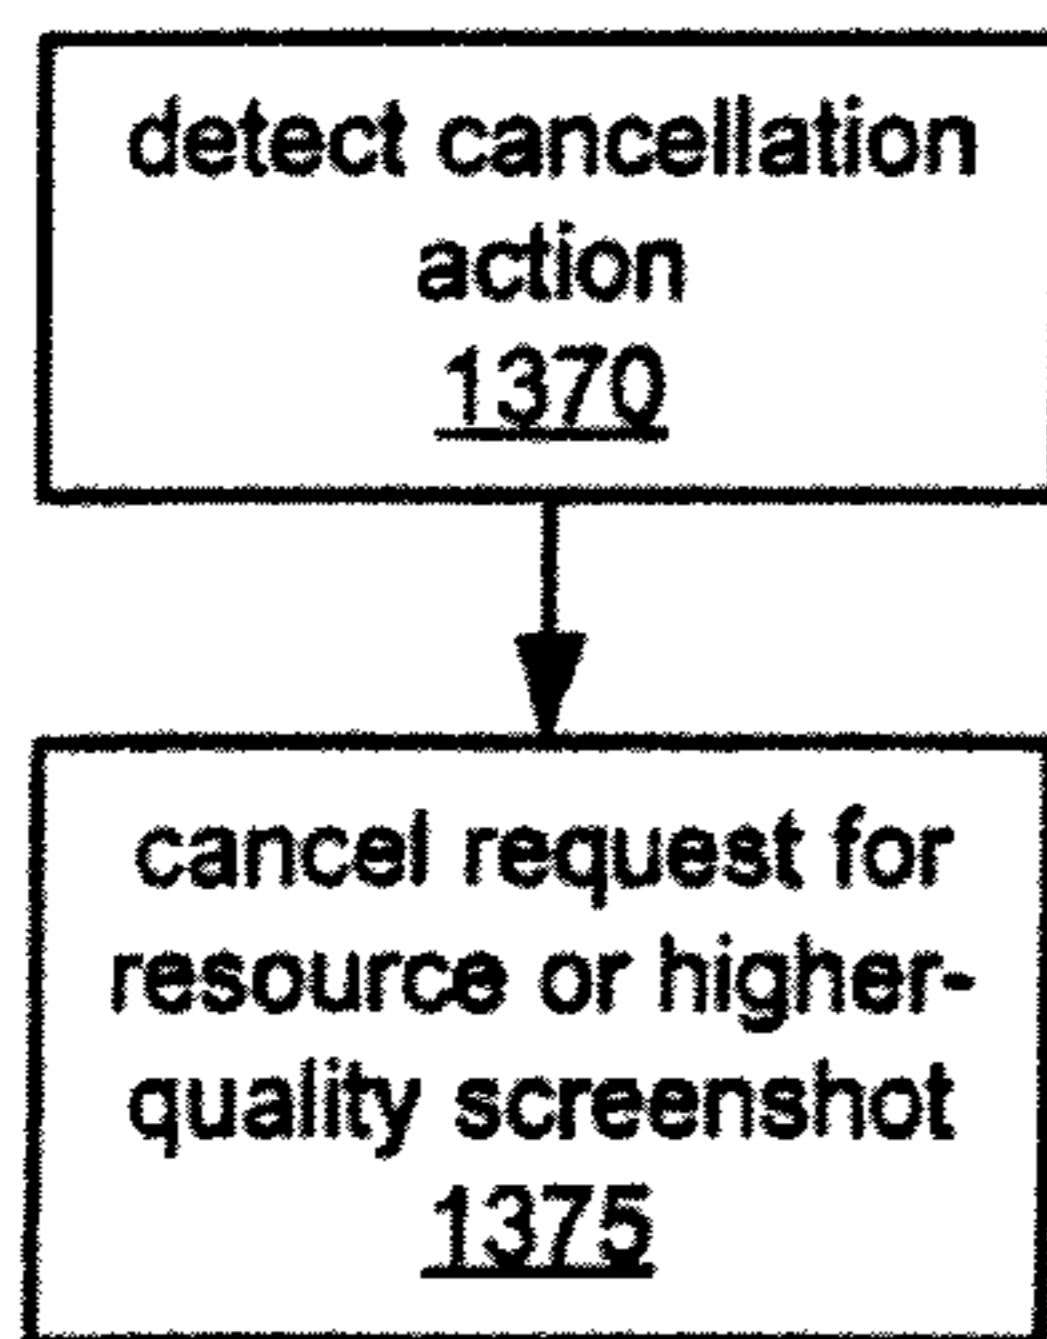 detect cancellation
action
1370
cancel request for
resource or higher-
quality screenshot
1375